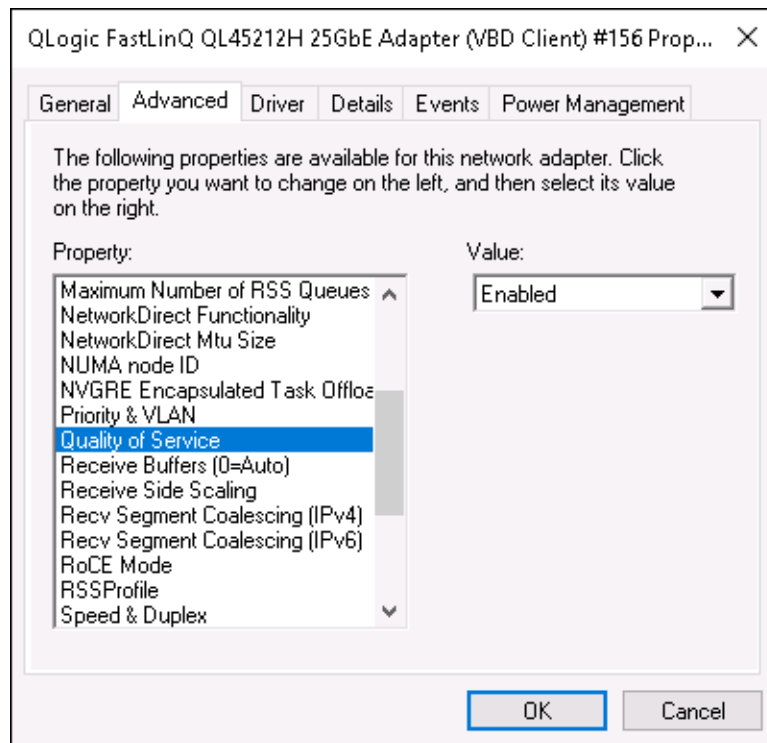 QLogic FastLinQ QL45212H 25GbE Adapter (VBD Client) #156 Prop...
General Advanced Driver Details Events Power Management
The following properties are available for this network adapter. Click
the property you want to change on the left, and then select its value
on the right.
Property:
Value:
Maximum Number of RSS Queues
Enabled
NetworkDirect Functionality
NetworkDirect Mtu Size
NUMA node ID
NVGRE Encapsulated Task Offloa
Priority & VLAN
Quality of Service
Receive Buffers (0=Auto)
Receive Side Scaling
Recv Segment Coalescing (IPv4)
Recv Segment Coalescing (IPv6)
RoCE Mode
RSSProfile
Speed & Duplex
OK
Cancel